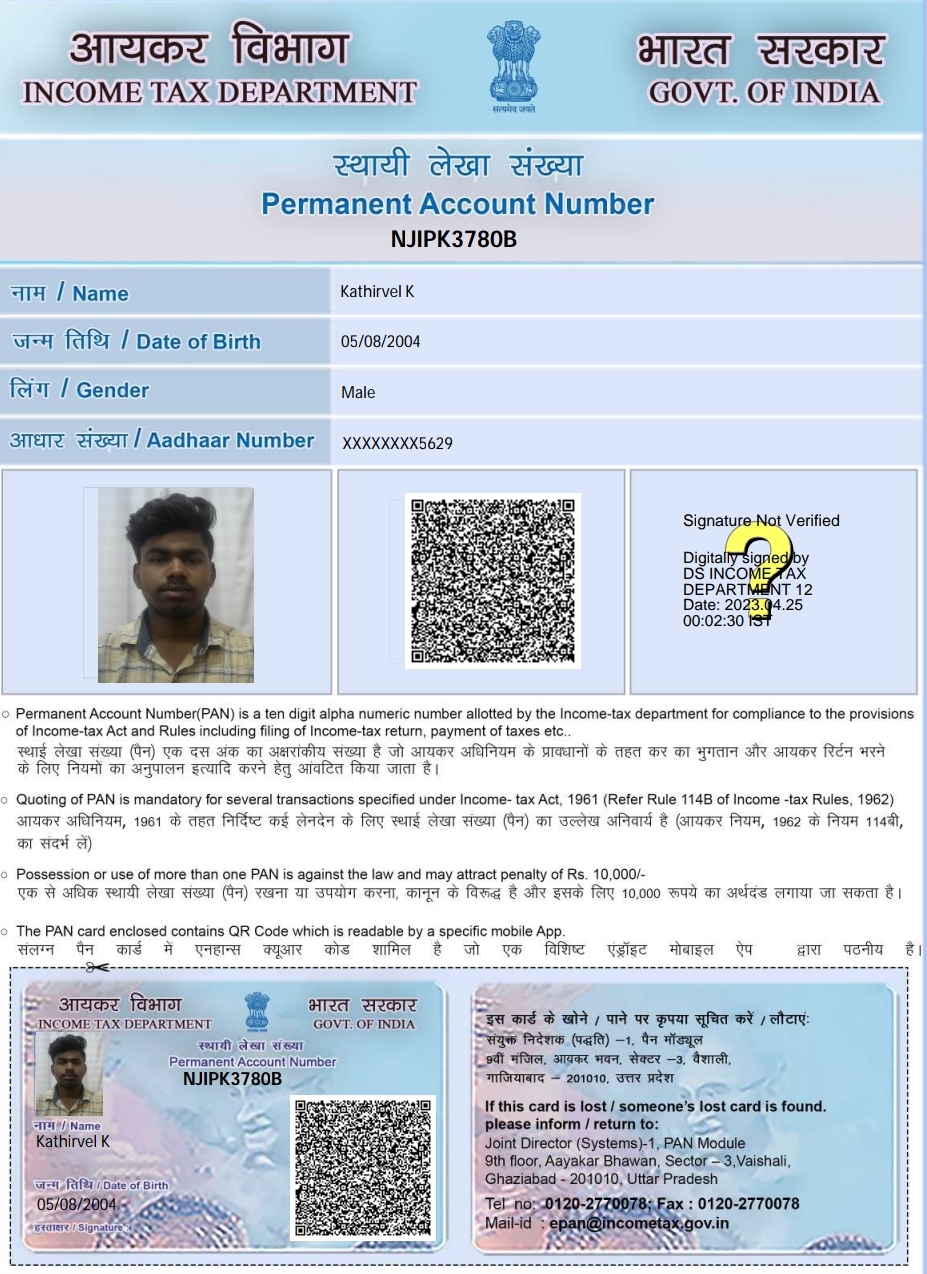 आयकर विभाग
INCOME TAX DEPARTMENT
सत्यमेव जयते
भारत सरकार
GOVT. OF INDIA
स्थायी लेखा संख्या
Permanent Account Number
NJIPK3780B
नाम / Name
Kathirvel K
जन्म तिथि / Date of Birth
05/08/2004
लिंग / Gender
Male
आधार संख्या / Aadhaar Number
XXXXXXXX5629
Signature Not Verified
Digitally signed by
DS INCOME TAX
DEPARTMENT 12
Date: 2023.04.25
00:02:30 IST
Permanent Account Number(PAN) is a ten digit alpha numeric number allotted by the Income-tax department for compliance to the provisions
of Income-tax Act and Rules including filing of Income-tax return, payment of taxes etc..
स्थाई लेखा संख्या (पैन) एक दस अंक का अक्षरांकीय संख्या है जो आयकर अधिनियम के प्रावधानों के तहत कर का भुगतान और आयकर रिर्टन भरने
के लिए नियमों का अनुपालन इत्यादि करने हेतु आंवटित किया जाता है।
Quoting of PAN is mandatory for several transactions specified under Income- tax Act, 1961 (Refer Rule 114B of Income -tax Rules, 1962)
आयकर अधिनियम, 1961 के तहत निर्दिष्ट कई लेनदेन के लिए स्थाई लेखा संख्या (पैन) का उल्लेख अनिवार्य है (आयकर नियम, 1962 के नियम 114बी,
का संदर्भ लें)
Possession or use of more than one PAN is against the law and may attract penalty of Rs. 10,000/-
एक से अधिक स्थायी लेखा संख्या (पैन) रखना या उपयोग करना, कानून के विरूद्ध है और इसके लिए 10,000 रूपये का अर्थदंड लगाया जा सकता है।
The PAN card enclosed contains QR Code which is readable by a specific mobile App.
संलग्न पैन कार्ड में एनहान्स क्यूआर कोड शामिल है जो एक विशिष्ट एंड्रॉइट मोबाइल ऐप द्वारा पठनीय है।
आयकर विभाग
INCOME TAX DEPARTMENT
भारत सरकार
GOVT. OF INDIA
स्थायी लेखा संख्या
Permanent Account Number
NJIPK3780B
नाम / Name
Kathirvel K
जन्म तिथि / Date of Birth
05/08/2004
हस्ताक्षर / Signature :
इस कार्ड के खोने / पाने पर कृपया सूचित करें / लौटाएं:
संयुक्त निदेशक (पद्धति) –1, पैन मॉड्यूल
9वीं मंजिल, आयकर भवन, सेक्टर –3, वैशाली,
गाजियाबाद – 201010, उत्तर प्रदेश
If this card is lost / someone's lost card is found.
please inform / return to:
Joint Director (Systems)-1, PAN Module
9th floor, Aayakar Bhawan, Sector – 3,Vaishali,
Ghaziabad - 201010, Uttar Pradesh
Tel no: 0120-2770078; Fax : 0120-2770078
Mail-id : epan@incometax.gov.in